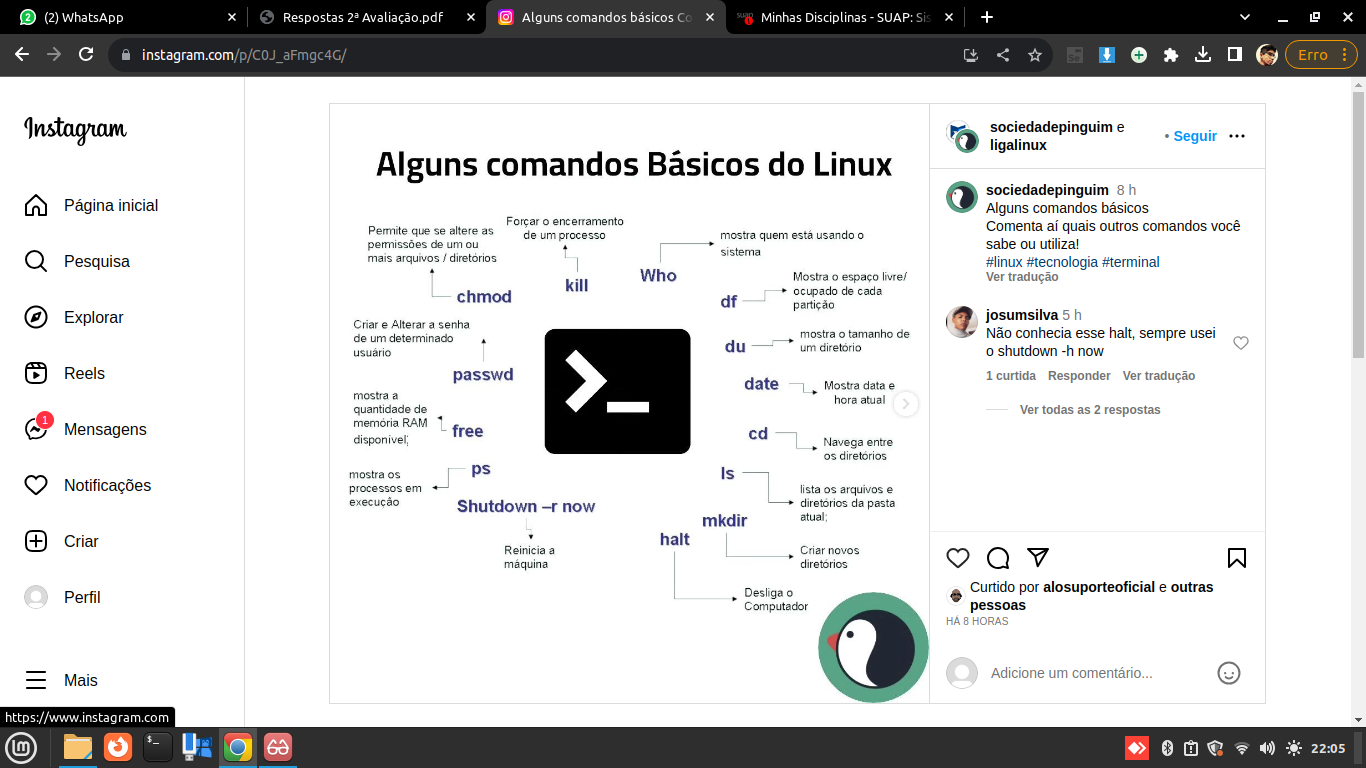 (2) WhatsApp
Respostas 2ª Avaliação.pdf
Alguns comandos básicos Co
Minhas Disciplinas - SUAP: Sis
instagram.com/p/C0J_aFmgc4G/
Erro
Instagram
Página inicial
Pesquisa
Explorar
Reels
1
Mensagens
Notificações
Criar
Perfil
Mais
https://www.instagram.com
Alguns comandos Básicos do Linux
Permite que se altere as
permissões de um ou
mais arquivos / diretórios
chmod
Forçar o encerramento
de um processo
kill
mostra quem está usando o
sistema
Who
Mostra o espaço livre/
ocupado de cada
partição
df
mostra o tamanho de
um diretório
du
Mostra data e
hora atual
date
Navega entre
os diretórios
cd
lista os arquivos e
diretórios da pasta
atual;
ls
Criar novos
diretórios
mkdir
Desliga o
Computador
halt
Criar e Alterar a senha
de um determinado
usuário
passwd
mostra a
quantidade de
memória RAM
disponível;
free
mostra os
processos em
execução
ps
Shutdown –r now
Reinicia a
máquina
>_
sociedadepinguim e
ligalinux
• Seguir
sociedadepinguim 8 h
Alguns comandos básicos
Comenta aí quais outros comandos você
sabe ou utiliza!
#linux #tecnologia #terminal
Ver tradução
josumsilva 5 h
Não conhecia esse halt, sempre usei
o shutdown -h now
1 curtida Responder Ver tradução
Ver todas as 2 respostas
Curtido por alosuporteoficial e outras
pessoas
HÁ 8 HORAS
Adicione um comentário...
22:05